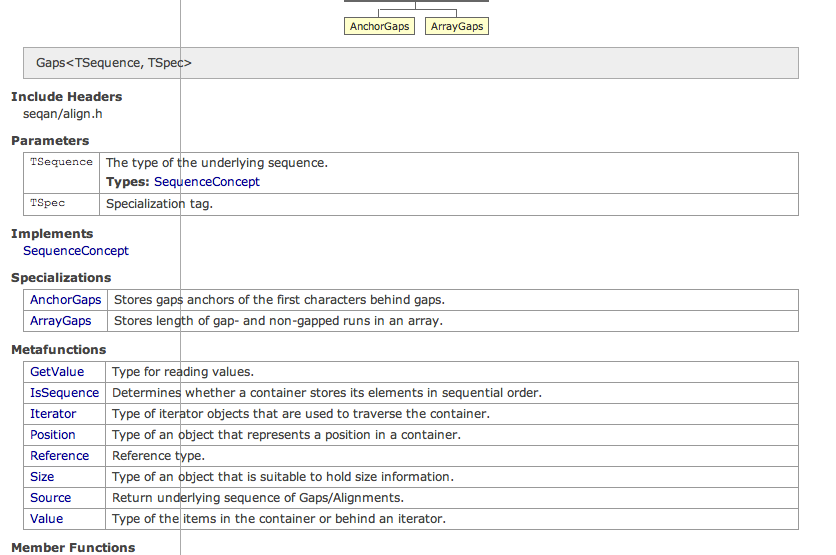 AnchorGaps ArrayGaps
Gaps<TSequence, TSpec>
Include Headers
seqan/align.h
Parameters
TSequence The type of the underlying sequence.
Types: SequenceConcept
TSpec Specialization tag.
Implements
SequenceConcept
Specializations
AnchorGaps Stores gaps anchors of the first characters behind gaps.
ArrayGaps Stores length of gap- and non-gapped runs in an array.
Metafunctions
GetValue Type for reading values.
IsSequence Determines whether a container stores its elements in sequential order.
Iterator Type of iterator objects that are used to traverse the container.
Position Type of an object that represents a position in a container.
Reference Reference type.
Size Type of an object that is suitable to hold size information.
Source Return underlying sequence of Gaps/Alignments.
Value Type of the items in the container or behind an iterator.
Member Functions